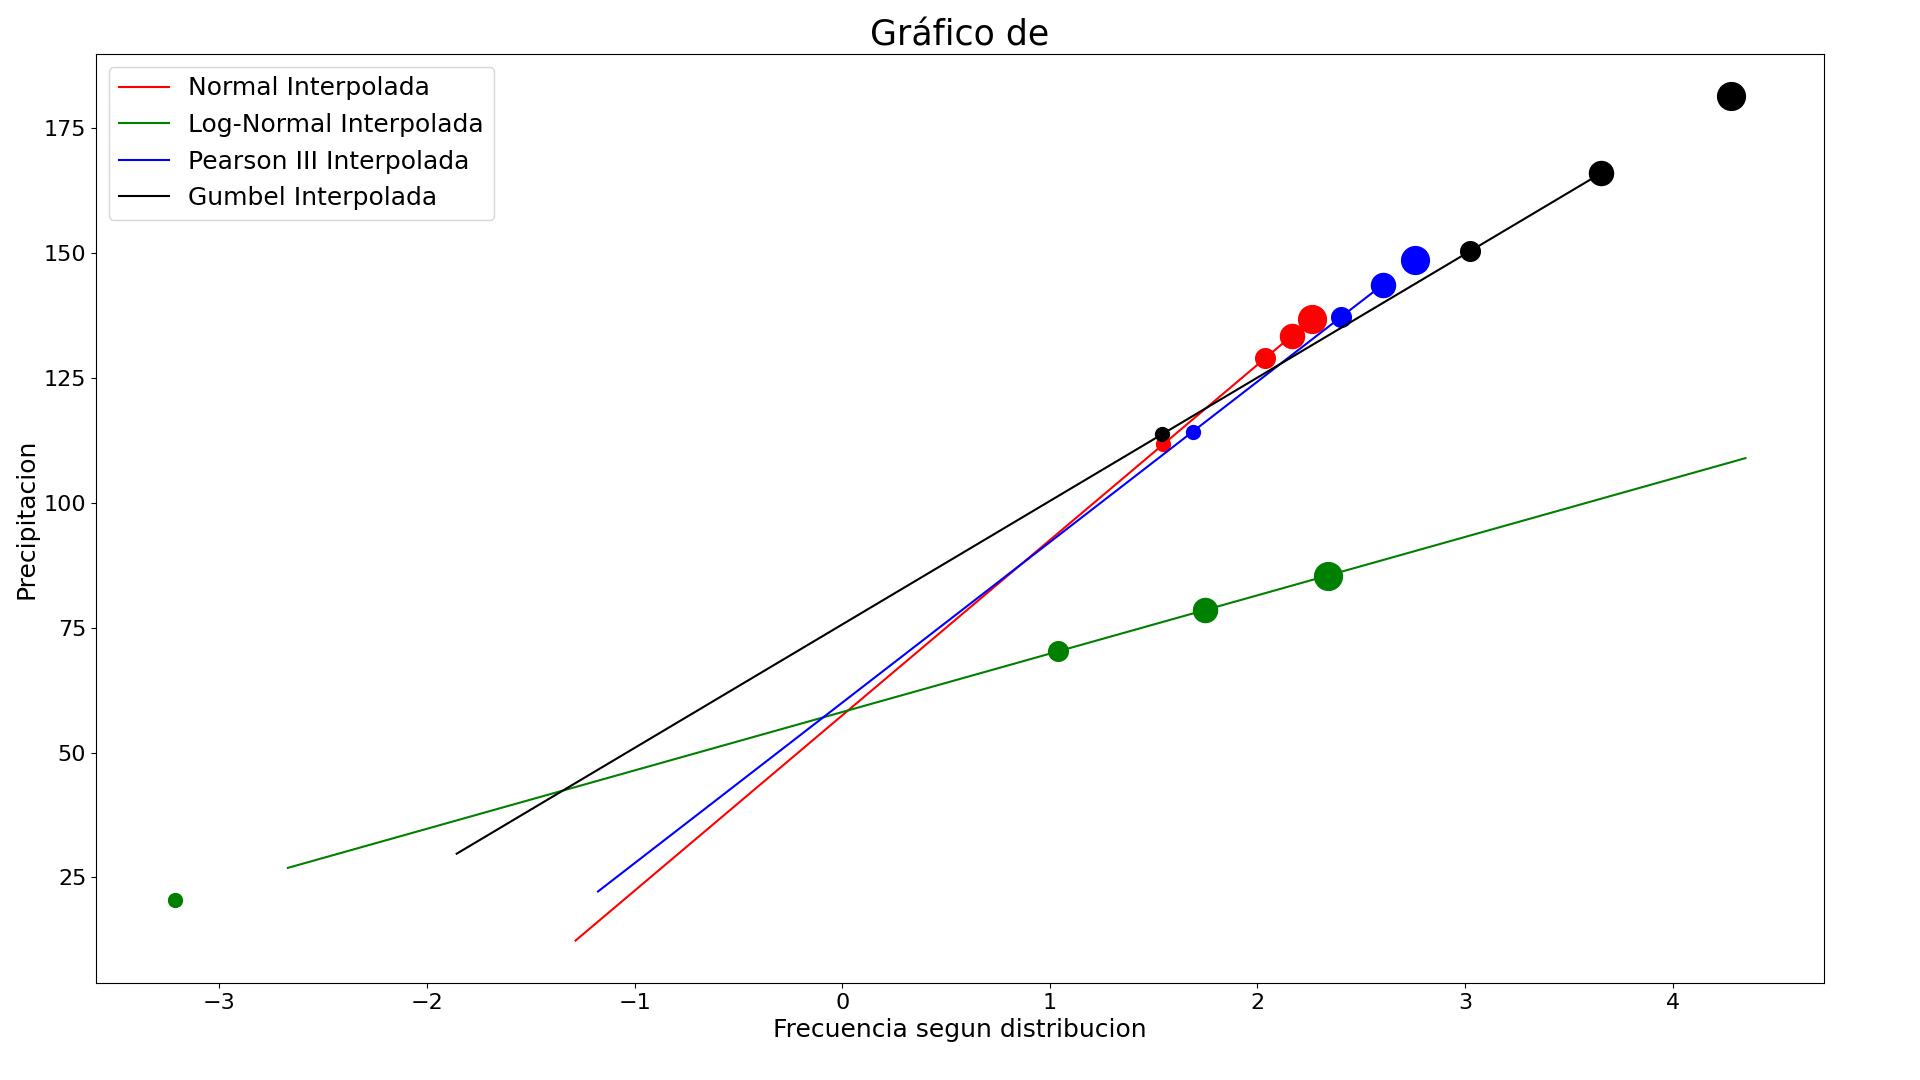 Gráfico de
Normal Interpolada
Log-Normal Interpolada
Pearson III Interpolada
Gumbel Interpolada
175
150
125
100
75
50
25
Precipitacion
−3 −2 −1 0 1 2 3 4
Frecuencia segun distribucion